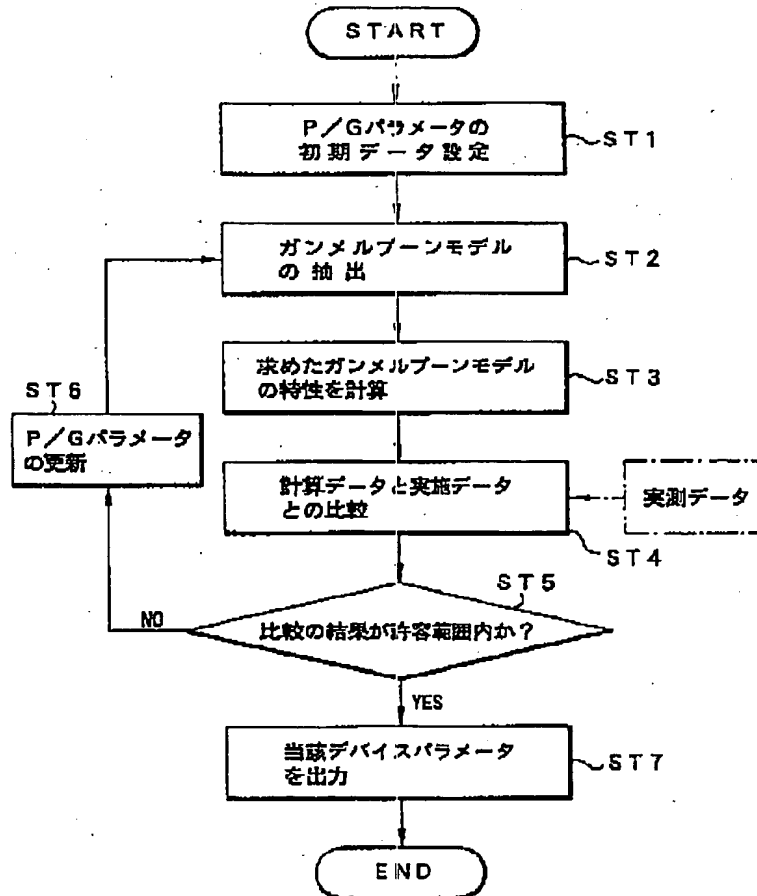 START
P/Gパラメータの
初期データ設定
ST1
ガンメルプーンモデル
の抽出
ST2
求めたガンメルプーンモデル
の特性を計算
ST3
ST6
P/Gパラメータ
の更新
計算データと実施データ
との比較
ST4
実測データ
ST5
比較の結果が許容範囲内か?
NO
YES
当該デバイスパラメータ
を出力
ST7
END